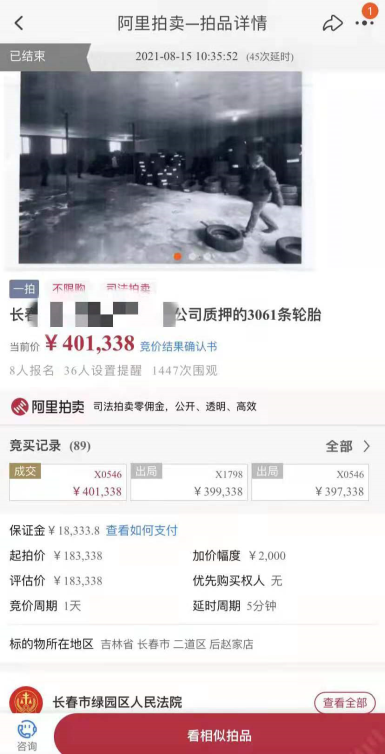 阿里拍卖—拍品详情
1
已结束 2021-08-15 10:35:52 (45次延时)
一拍 不限购 司法拍卖
长春 公司质押的3061条轮胎
当前价 ¥401,338 竞价结果确认书
8人报名 36人设置提醒 1447次围观
阿里拍卖 司法拍卖零佣金，公开、透明、高效
竞买记录 (89) 全部
成交 X0546 出局 X1798 出局 X0546
¥401,338 ¥399,338 ¥397,338
保证金 ¥18,333.8 查看如何支付
起拍价 ¥183,338 加价幅度 ¥2,000
评估价 ¥183,338 优先购买权人 无
竞价周期 1天 延时周期 5分钟
标的物所在地区 吉林省 长春市 二道区 后赵家店
长春市绿园区人民法院 查看全部
咨询 看相似拍品